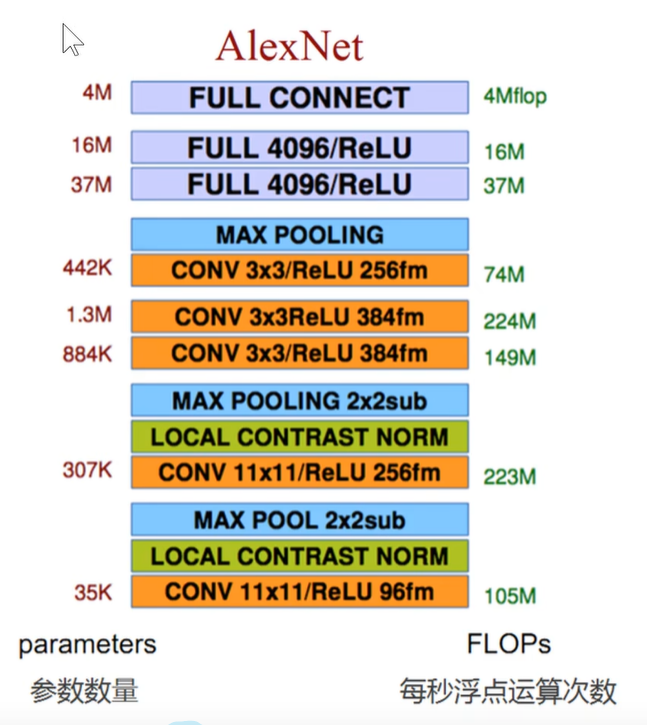 AlexNet
4M FULL CONNECT 4Mflop
16M FULL 4096/ReLU 16M
37M FULL 4096/ReLU 37M
MAX POOLING
442K CONV 3x3/ReLU 256fm 74M
1.3M CONV 3x3ReLU 384fm 224M
884K CONV 3x3/ReLU 384fm 149M
MAX POOLING 2x2sub
LOCAL CONTRAST NORM
307K CONV 11x11/ReLU 256fm 223M
MAX POOL 2x2sub
LOCAL CONTRAST NORM
35K CONV 11x11/ReLU 96fm 105M
parameters FLOPs
参数数量 每秒浮点运算次数